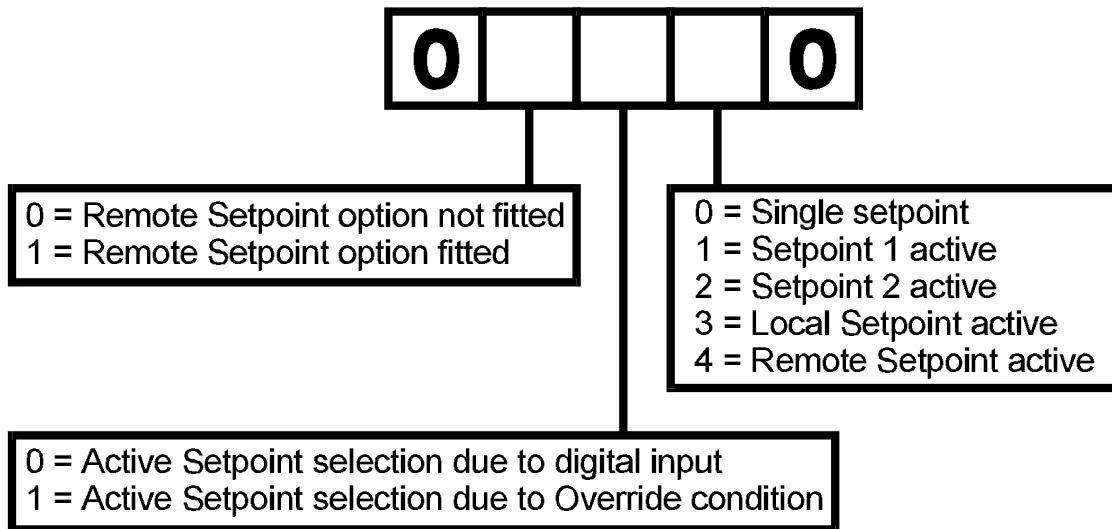 0 0
0 = Remote Setpoint option not fitted
1 = Remote Setpoint option fitted
0 = Single setpoint
1 = Setpoint 1 active
2 = Setpoint 2 active
3 = Local Setpoint active
4 = Remote Setpoint active
0 = Active Setpoint selection due to digital input
1 = Active Setpoint selection due to Override condition